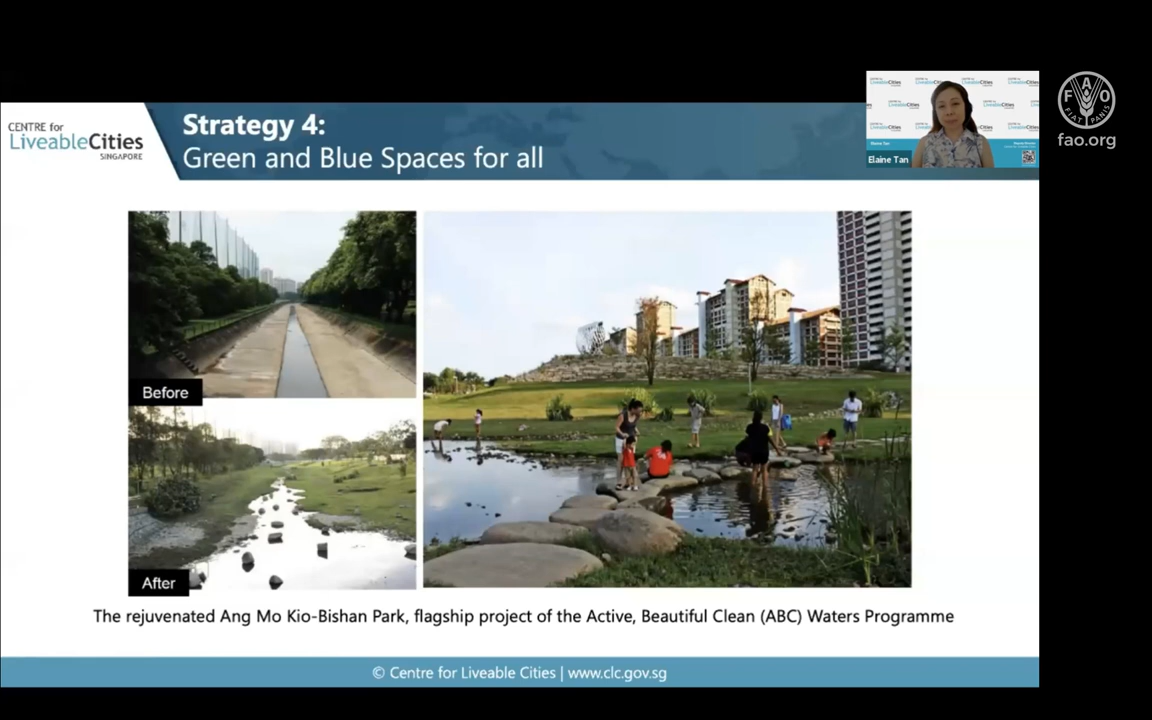 CENTRE for
LiveableCities
SINGAPORE
Strategy 4:
Green and Blue Spaces for all
Elaine Tan
F A O
FIAT PANIS
fao.org
Before
After
The rejuvenated Ang Mo Kio-Bishan Park, flagship project of the Active, Beautiful Clean (ABC) Waters Programme
© Centre for Liveable Cities | www.clc.gov.sg